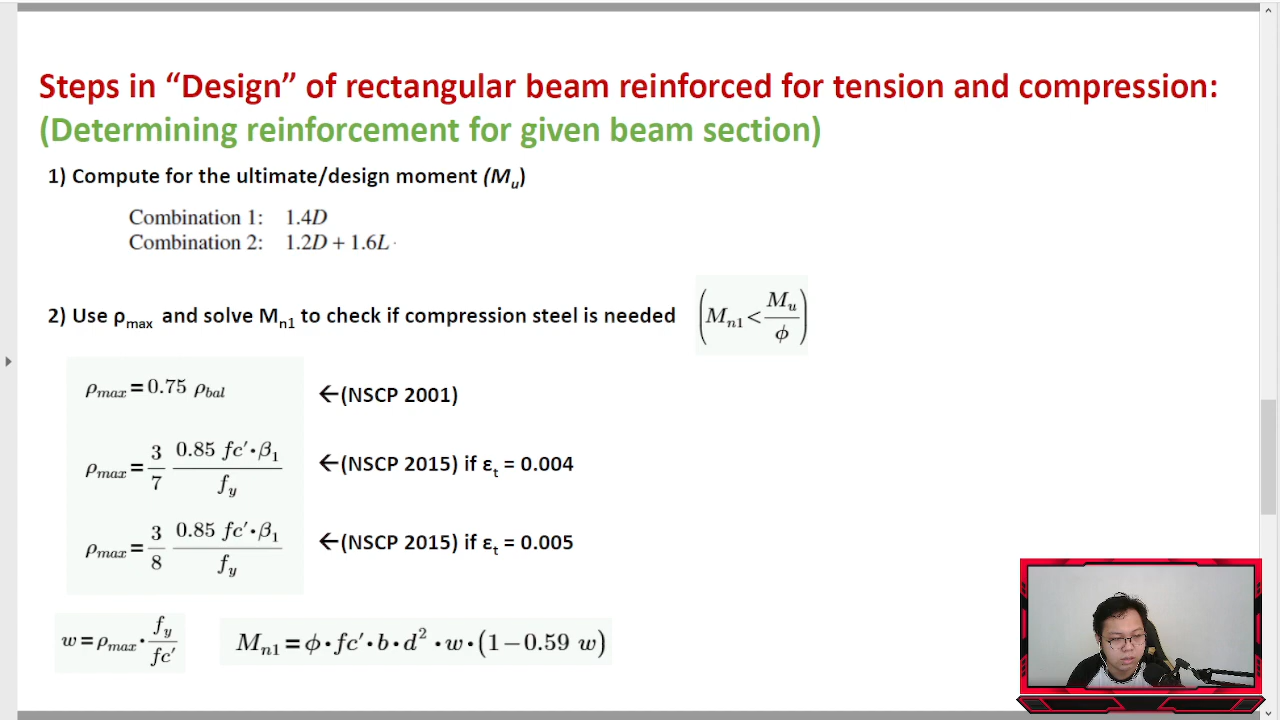 Steps in “Design” of rectangular beam reinforced for tension and compression:
(Determining reinforcement for given beam section)
1) Compute for the ultimate/design moment (Mu)
Combination 1: 1.4D
Combination 2: 1.2D + 1.6L
2) Use ρmax and solve Mn1 to check if compression steel is needed (Mn1 < Mu/ϕ)
ρmax = 0.75 ρbal ←(NSCP 2001)
ρmax = 3/7 0.85 fc′·β1/fy ←(NSCP 2015) if εt = 0.004
ρmax = 3/8 0.85 fc′·β1/fy ←(NSCP 2015) if εt = 0.005
w = ρmax · fy/fc′ Mn1 = ϕ·fc′·b·d²·w·(1−0.59 w)